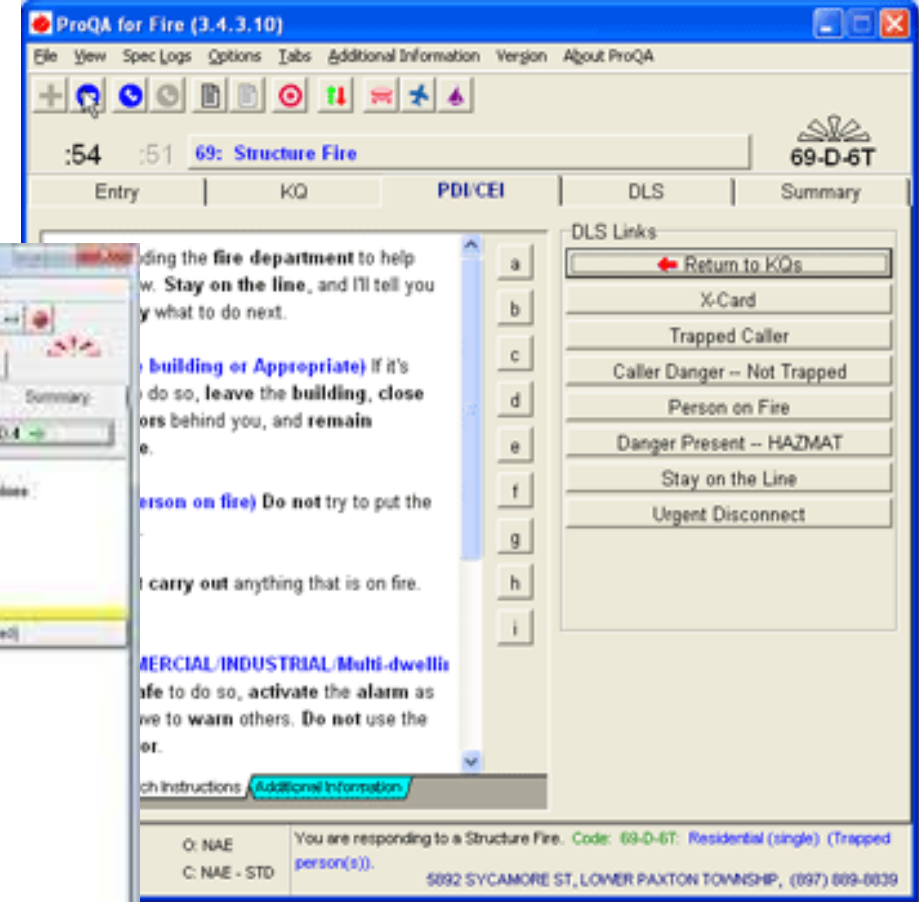 ProQA for Fire (3.4.3.10)
File View Spec Logs Options Tabs Additional Information Version About ProQA
:54 :51 69: Structure Fire 69-D-6T
Entry KQ PDI/CEI DLS Summary
DLS Links
ding the fire department to help
w. Stay on the line, and I'll tell you
y what to do next.
building or Appropriate) If it's
do so, leave the building, close
ors behind you, and remain
e.
erson on fire) Do not try to put the
carry out anything that is on fire.
MERCIAL/INDUSTRIAL/Multi-dwellin
afe to do so, activate the alarm as
ve to warn others. Do not use the
or.
ch Instructions Additional Information
a
b
c
d
e
f
g
h
i
Return to KQs
X-Card
Trapped Caller
Caller Danger -- Not Trapped
Person on Fire
Danger Present -- HAZMAT
Stay on the Line
Urgent Disconnect
Summary
O: NAE
C: NAE - STD
You are responding to a Structure Fire. Code: 69-D-6T: Residential (single) (Trapped
person(s)).
5892 SYCAMORE ST, LOWER PAXTON TOWNSHIP, (897) 889-8839